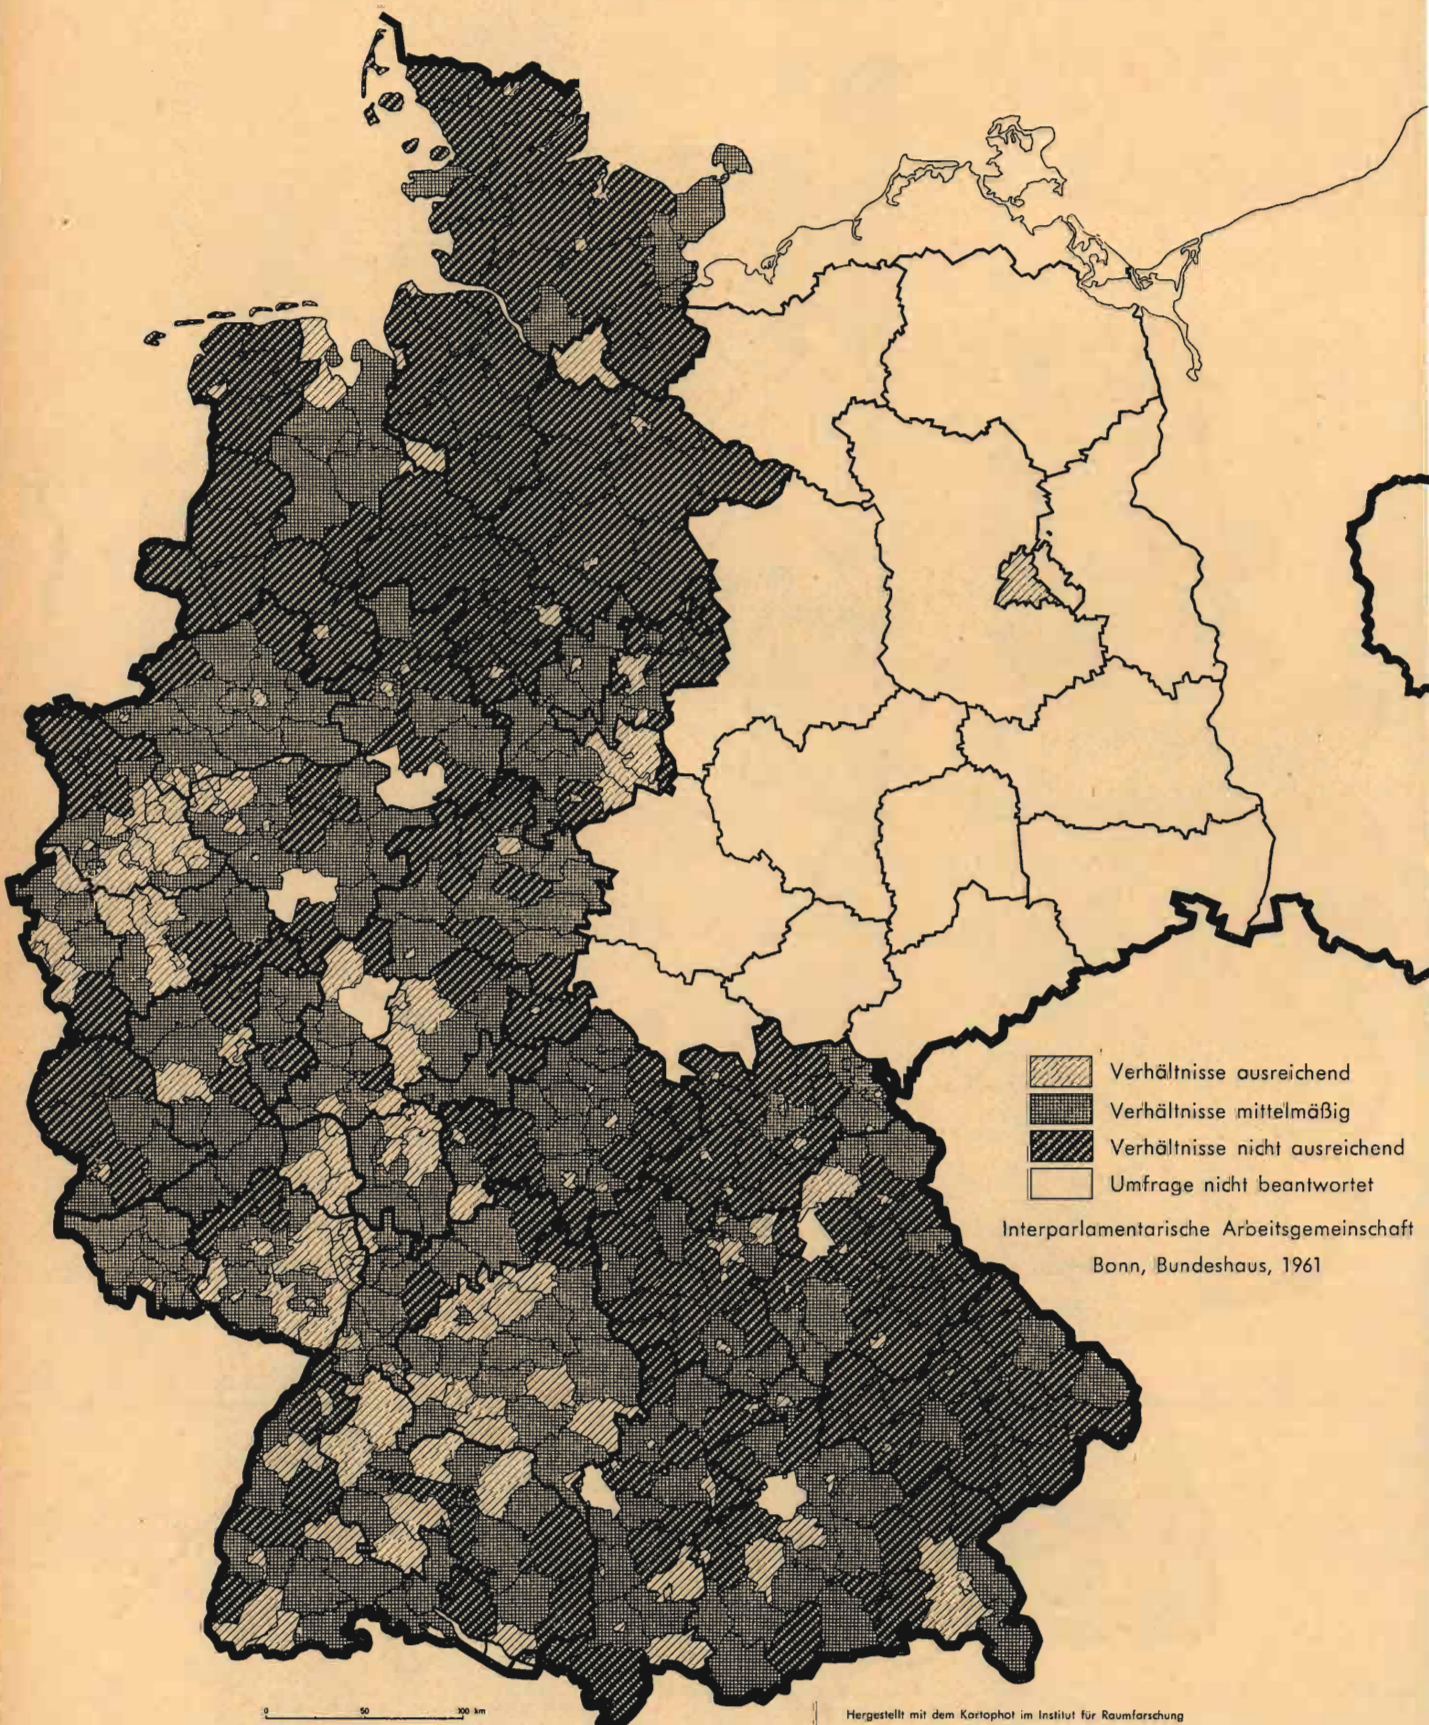 Verhältnisse ausreichend
Verhältnisse mittelmäßig
Verhältnisse nicht ausreichend
Umfrage nicht beantwortet
Interparlamentarische Arbeitsgemeinschaft
Bonn, Bundeshaus, 1961
0 50 100 km
Hergestellt mit dem Kartophot im Institut für Raumforschung